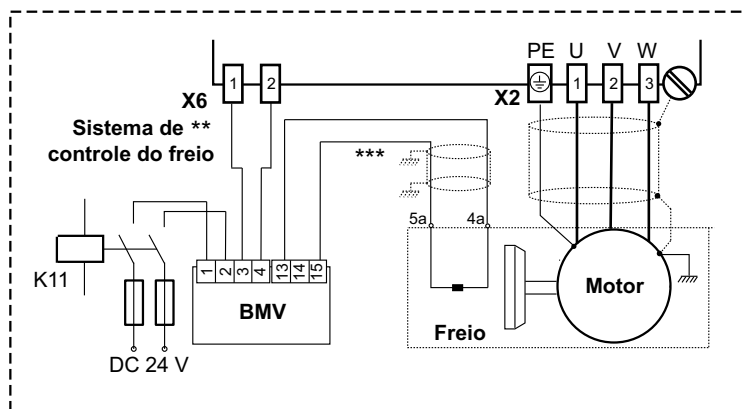 PE U V W
1 2 1 2 3
X6 X2
Sistema de **
controle do freio
***
5a 4a
K11
1 2 3 4 13 14 15
BMV
Motor
Freio
DC 24 V